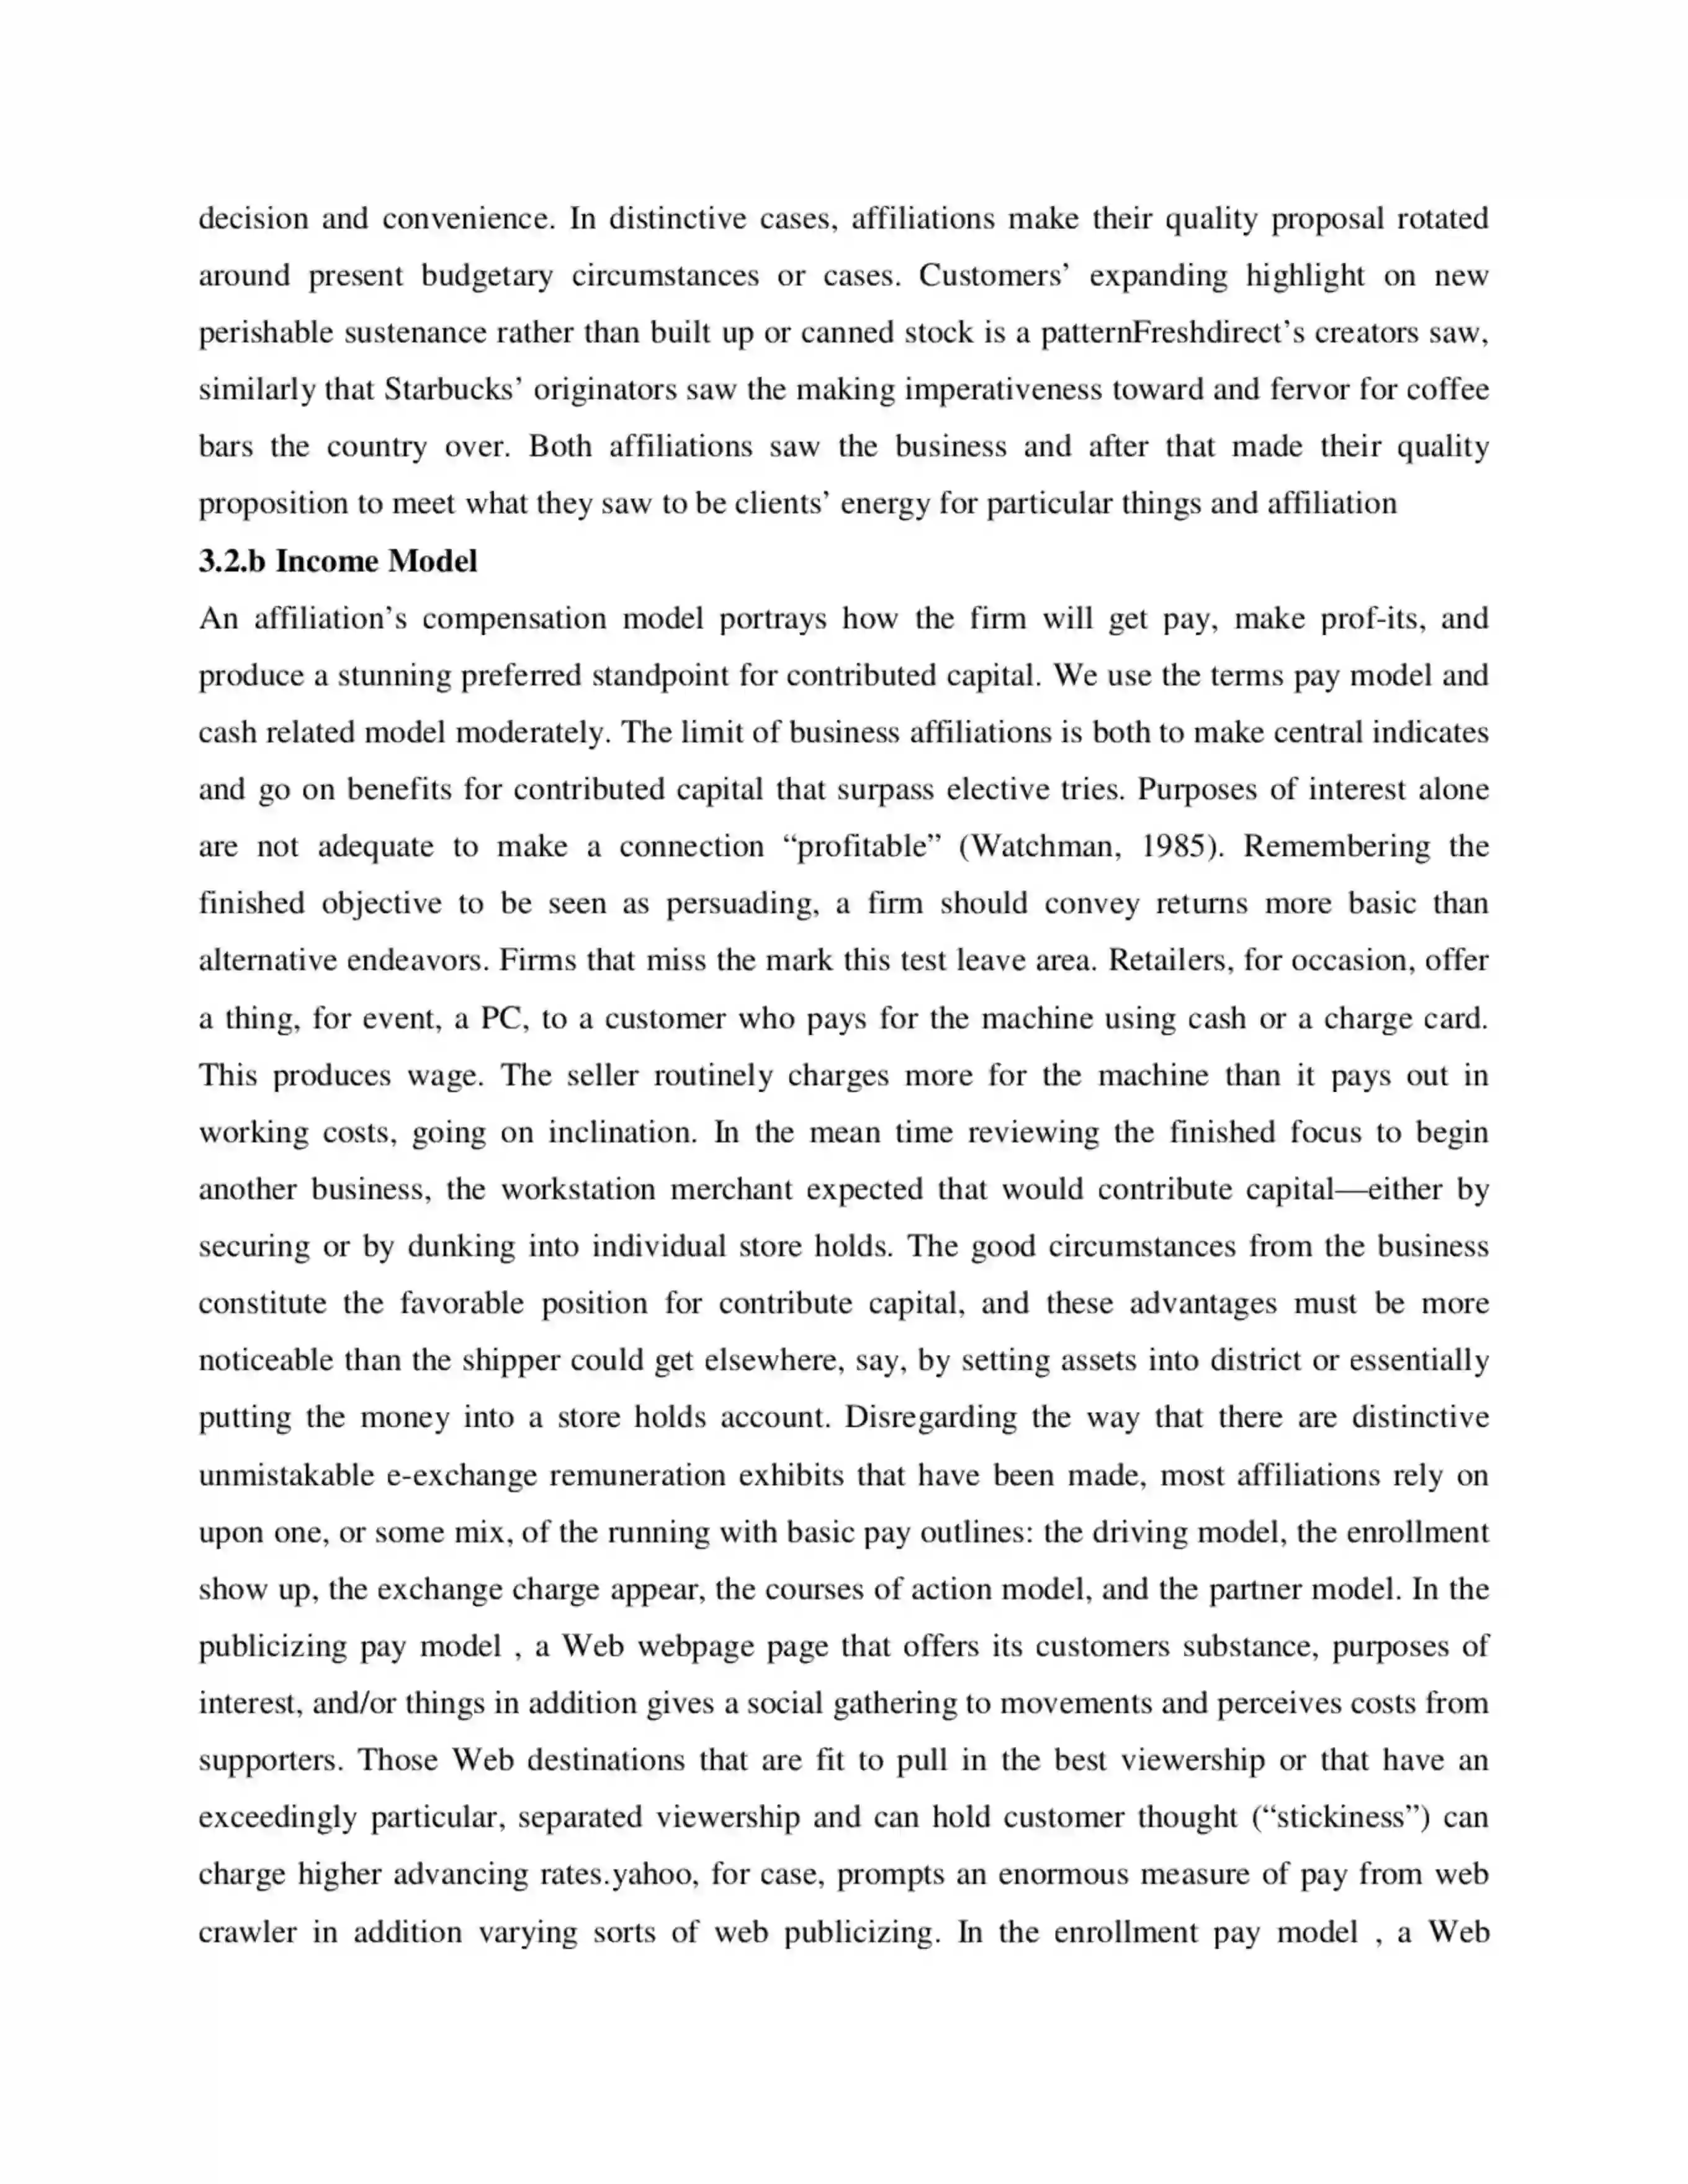 decision and convenience. In distinctive cases, affiliations make their quality proposal rotated
around present budgetary circumstances or cases. Customers’ expanding highlight on new
perishable sustenance rather than built up or canned stock is a patternFreshdirect’s creators saw,
similarly that Starbucks’ originators saw the making imperativeness toward and fervor for coffee
bars the country over. Both affiliations saw the business and after that made their quality
proposition to meet what they saw to be clients’ energy for particular things and affiliation
3.2.b Income Model
An affiliation’s compensation model portrays how the firm will get pay, make prof-its, and
produce a stunning preferred standpoint for contributed capital. We use the terms pay model and
cash related model moderately. The limit of business affiliations is both to make central indicates
and go on benefits for contributed capital that surpass elective tries. Purposes of interest alone
are not adequate to make a connection “profitable” (Watchman, 1985). Remembering the
finished objective to be seen as persuading, a firm should convey returns more basic than
alternative endeavors. Firms that miss the mark this test leave area. Retailers, for occasion, offer
a thing, for event, a PC, to a customer who pays for the machine using cash or a charge card.
This produces wage. The seller routinely charges more for the machine than it pays out in
working costs, going on inclination. In the mean time reviewing the finished focus to begin
another business, the workstation merchant expected that would contribute capital—either by
securing or by dunking into individual store holds. The good circumstances from the business
constitute the favorable position for contribute capital, and these advantages must be more
noticeable than the shipper could get elsewhere, say, by setting assets into district or essentially
putting the money into a store holds account. Disregarding the way that there are distinctive
unmistakable e-exchange remuneration exhibits that have been made, most affiliations rely on
upon one, or some mix, of the running with basic pay outlines: the driving model, the enrollment
show up, the exchange charge appear, the courses of action model, and the partner model. In the
publicizing pay model , a Web webpage page that offers its customers substance, purposes of
interest, and/or things in addition gives a social gathering to movements and perceives costs from
supporters. Those Web destinations that are fit to pull in the best viewership or that have an
exceedingly particular, separated viewership and can hold customer thought (“stickiness”) can
charge higher advancing rates.yahoo, for case, prompts an enormous measure of pay from web
crawler in addition varying sorts of web publicizing. In the enrollment pay model , a Web